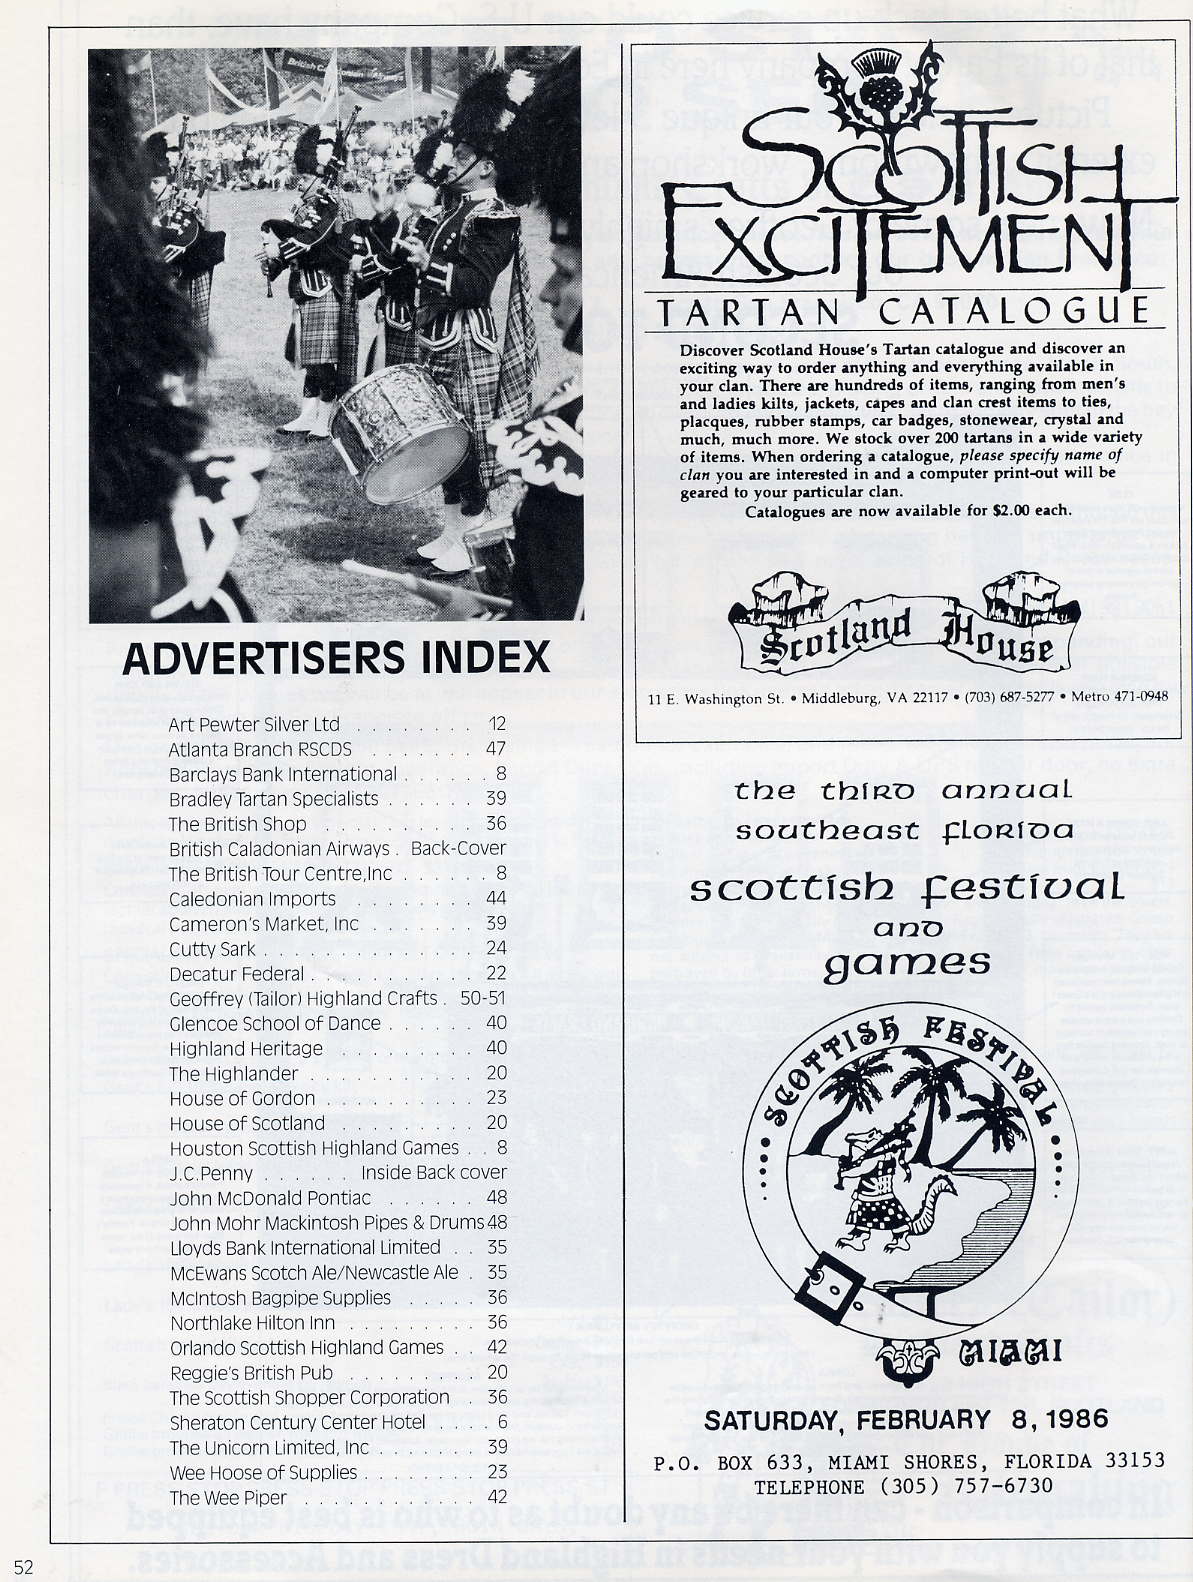 British Ca
ADVERTISERS INDEX
Art Pewter Silver Ltd . . . . . . . . 12
Atlanta Branch RSCDS . . . . . . . 47
Barclays Bank International . . . . . . 8
Bradley Tartan Specialists . . . . . . 39
The British Shop . . . . . . . . . . 36
British Caladonian Airways . Back-Cover
The British Tour Centre,Inc . . . . . . 8
Caledonian Imports . . . . . . . . 44
Cameron's Market, Inc . . . . . . . 39
Cutty Sark . . . . . . . . . . . . . . 24
Decatur Federal . . . . . . . . . . . 22
Geoffrey (Tailor) Highland Crafts . 50-51
Glencoe School of Dance . . . . . . 40
Highland Heritage . . . . . . . . . 40
The Highlander . . . . . . . . . . . 20
House of Gordon . . . . . . . . . . 23
House of Scotland . . . . . . . . . 20
Houston Scottish Highland Games . . 8
J.C.Penny . . . . . . Inside Back cover
John McDonald Pontiac . . . . . . 48
John Mohr Mackintosh Pipes & Drums 48
Lloyds Bank International Limited . . 35
McEwans Scotch Ale/Newcastle Ale . 35
McIntosh Bagpipe Supplies . . . . . 36
Northlake Hilton Inn . . . . . . . . . 36
Orlando Scottish Highland Games . . 42
Reggie's British Pub . . . . . . . . . 20
The Scottish Shopper Corporation . 36
Sheraton Century Center Hotel . . . . 6
The Unicorn Limited, Inc . . . . . . . 39
Wee Hoose of Supplies . . . . . . . . 23
The Wee Piper . . . . . . . . . . . . 42
52
SCOTTISH
EXCITEMENT
TARTAN CATALOGUE
Discover Scotland House's Tartan catalogue and discover an
exciting way to order anything and everything available in
your clan. There are hundreds of items, ranging from men's
and ladies kilts, jackets, capes and clan crest items to ties,
placques, rubber stamps, car badges, stonewear, crystal and
much, much more. We stock over 200 tartans in a wide variety
of items. When ordering a catalogue, please specify name of
clan you are interested in and a computer print-out will be
geared to your particular clan.
Catalogues are now available for $2.00 each.
Scotland House
11 E. Washington St. • Middleburg, VA 22117 • (703) 687-5277 • Metro 471-0948
the third annual
southeast florida
scottish festival
and
games
SCOTTISH FESTIVAL
MIAMI
SATURDAY, FEBRUARY 8, 1986
P.O. BOX 633, MIAMI SHORES, FLORIDA 33153
TELEPHONE (305) 757-6730